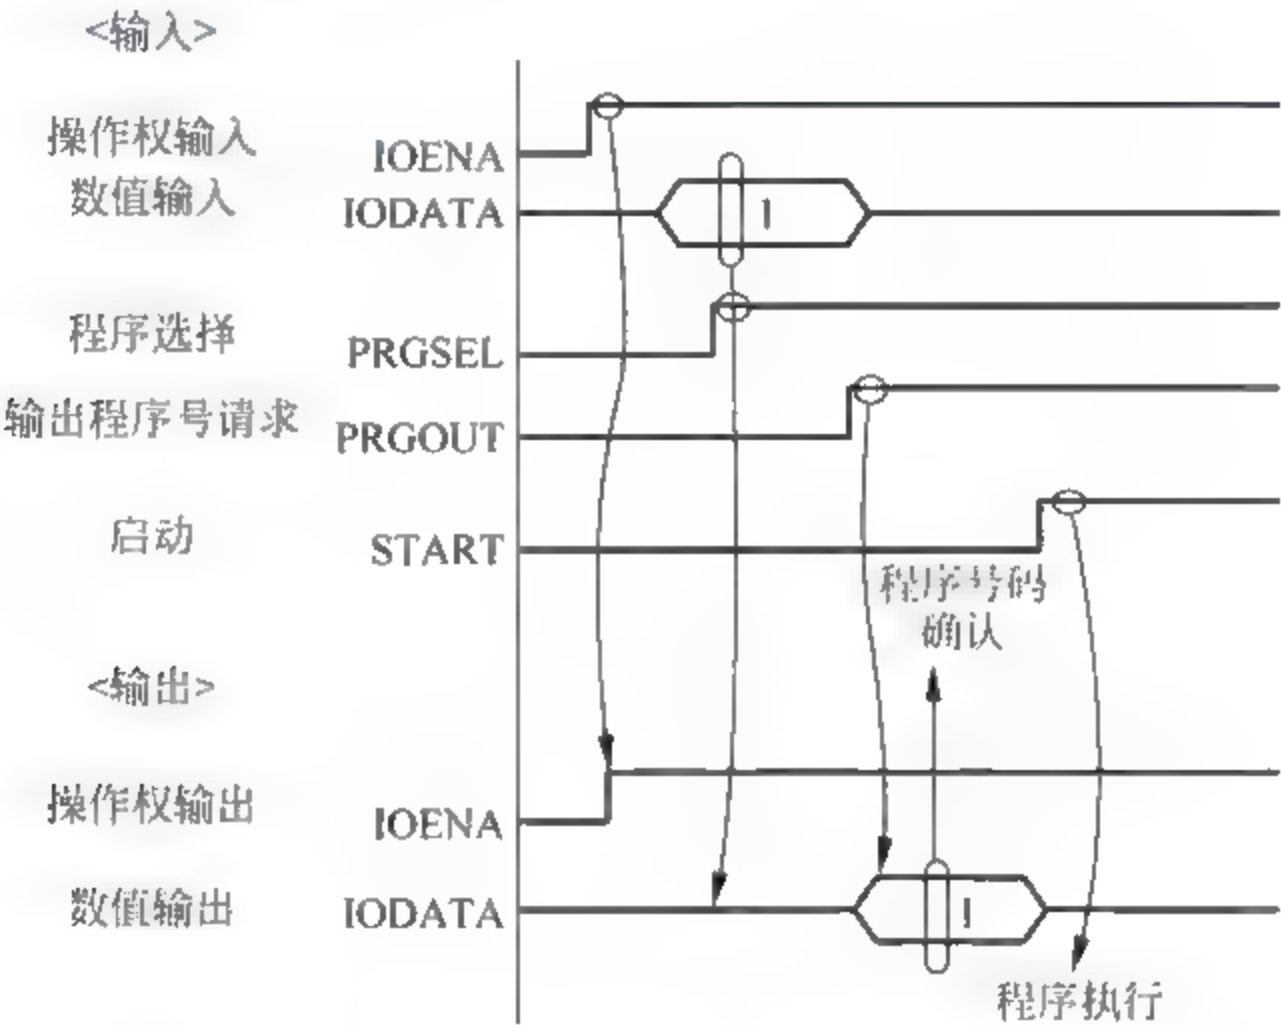 <输入>
操作权输入 IOENA
数值输入 IODATA
1
程序选择 PRGSEL
输出程序号请求 PRGOUT
启动 START
程序号码
确认
<输出>
操作权输出 IOENA
数值输出 IODATA
1
程序执行